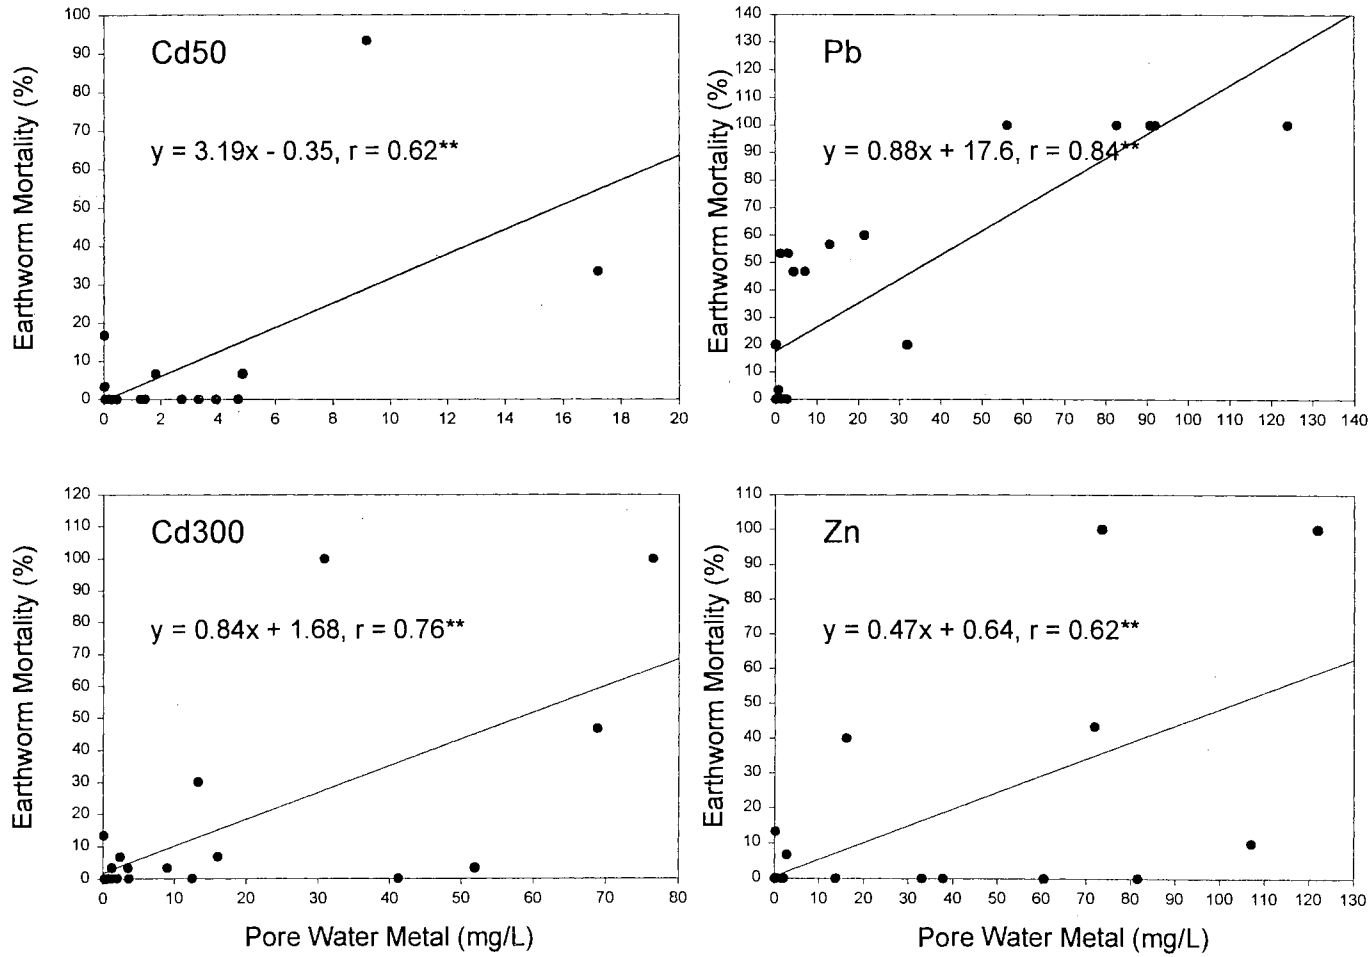 Cd50
y = 3.19x - 0.35, r = 0.62**
Earthworm Mortality (%)
100
90
80
70
60
50
40
30
20
10
0
0 2 4 6 8 10 12 14 16 18 20
Pb
y = 0.88x + 17.6, r = 0.84**
Earthworm Mortality (%)
140
130
120
110
100
90
80
70
60
50
40
30
20
10
0
0 10 20 30 40 50 60 70 80 90 100 110 120 130 140
Cd300
y = 0.84x + 1.68, r = 0.76**
Earthworm Mortality (%)
120
110
100
90
80
70
60
50
40
30
20
10
0
0 10 20 30 40 50 60 70 80
Pore Water Metal (mg/L)
Zn
y = 0.47x + 0.64, r = 0.62**
Earthworm Mortality (%)
110
100
90
80
70
60
50
40
30
20
10
0
0 10 20 30 40 50 60 70 80 90 100 110 120 130
Pore Water Metal (mg/L)